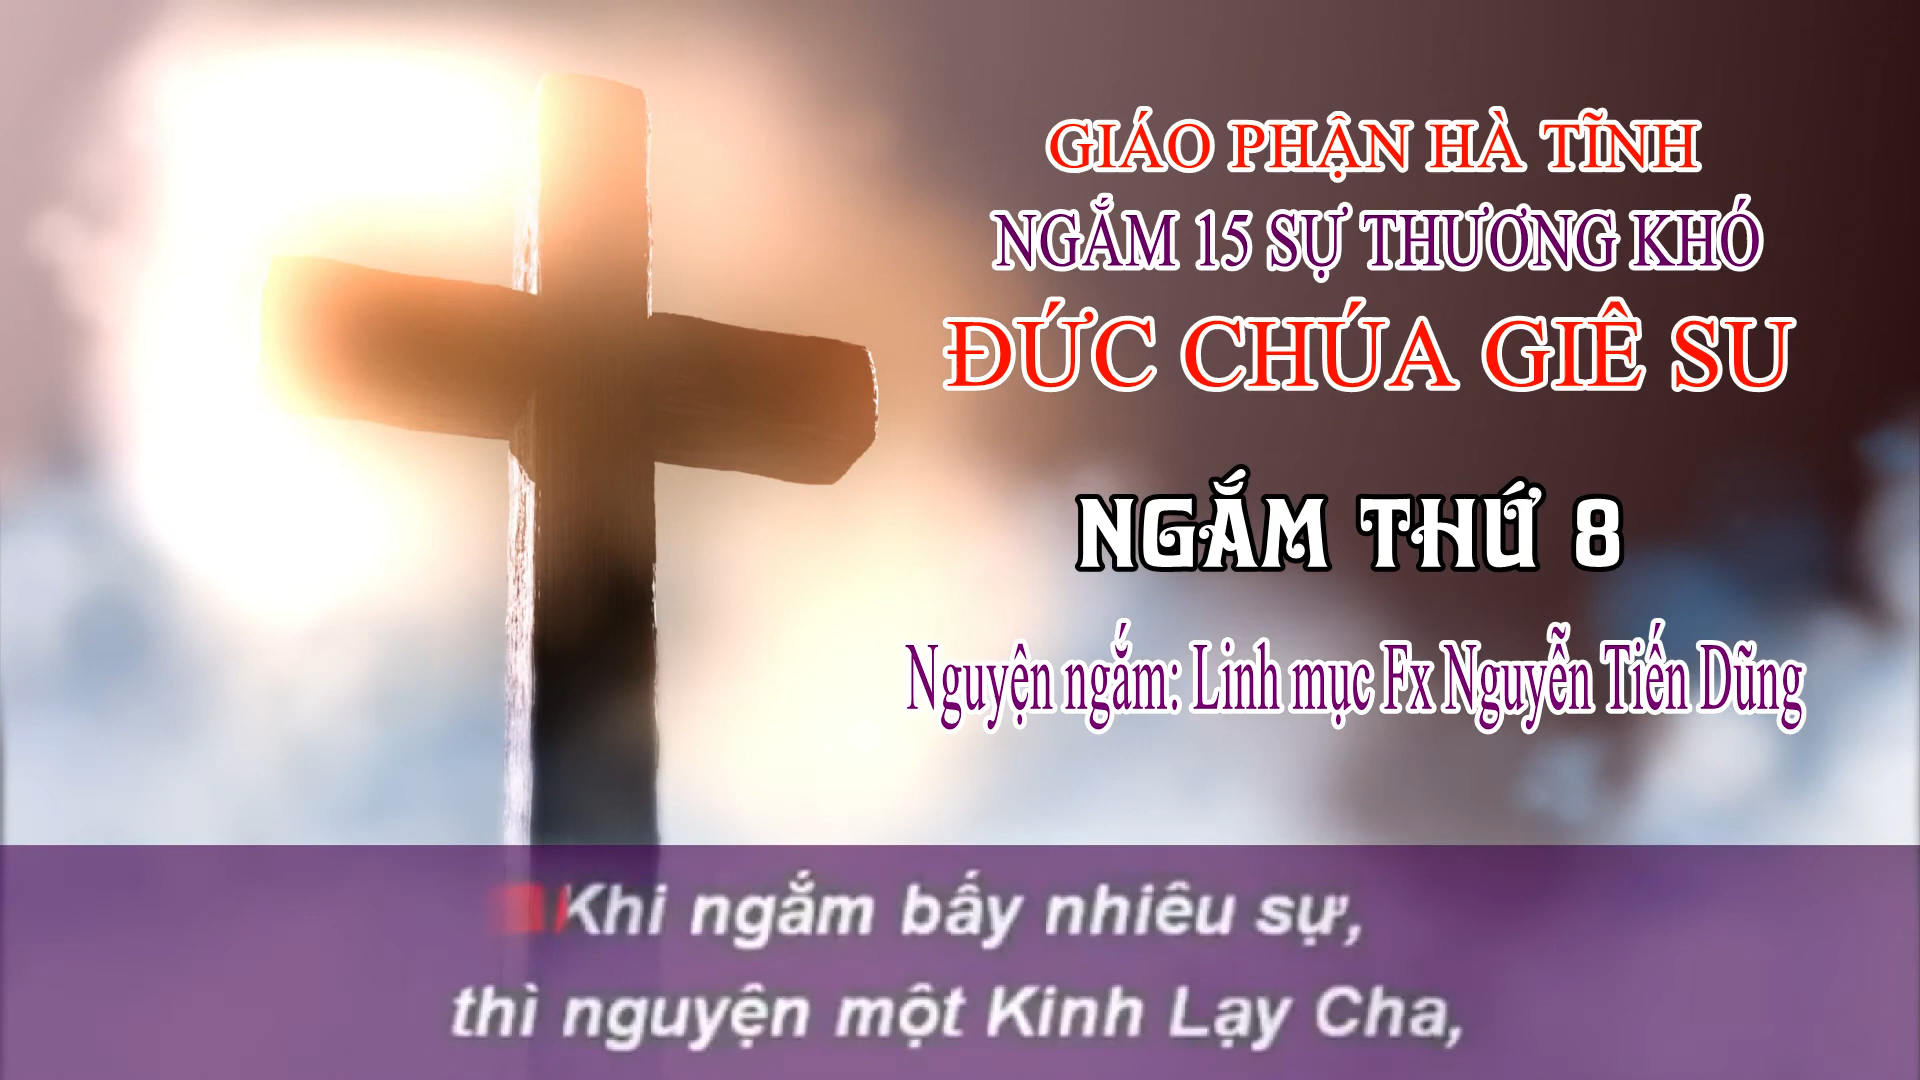 GIÁO PHẬN HÀ TĨNH
NGẮM 15 SỰ THƯƠNG KHÓ
ĐỨC CHÚA GIÊ SU
NGẮM THỨ 8
Nguyện ngắm: Linh mục Fx Nguyễn Tiến Dũng
Khi ngắm bấy nhiêu sự,
thì nguyện một Kinh Lạy Cha,